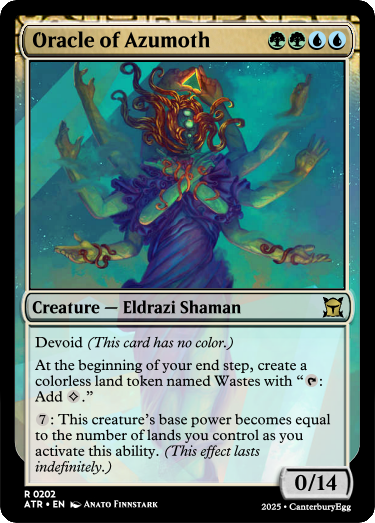 Oracle of Azumoth
Creature — Eldrazi Shaman
Devoid (This card has no color.)
At the beginning of your end step, create a
colorless land token named Wastes with “:
Add .”
7: This creature's base power becomes equal
to the number of lands you control as you
activate this ability. (This effect lasts
indefinitely.)
0/14
R 0202
ATR • EN Anato Finnstark
2025 • CanterburyEgg